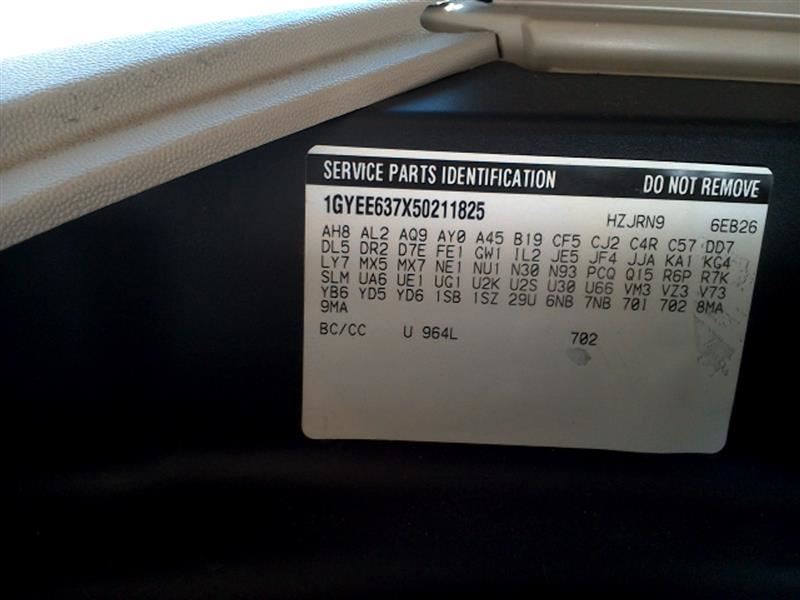 SERVICE PARTS IDENTIFICATION DO NOT REMOVE
1GYEE637X50211825 HZJRN9 6EB26
AH8 AL2 AQ9 AY0 A45 B19 CF5 CJ2 C4R C57 DD7
DL5 DR2 D7E FE1 GW1 IL2 JE5 JF4 JJA KA1 KG4
LY7 MX5 MX7 NE1 NU1 N30 N93 PCQ Q15 R6P R7K
SLM UA6 UE1 UG1 U2K U2S U30 U66 VM3 VZ3 V73
YB6 YD5 YD6 1SB 1SZ 29U 6NB 7NB 70I 702 8MA
9MA
BC/CC U 964L 702